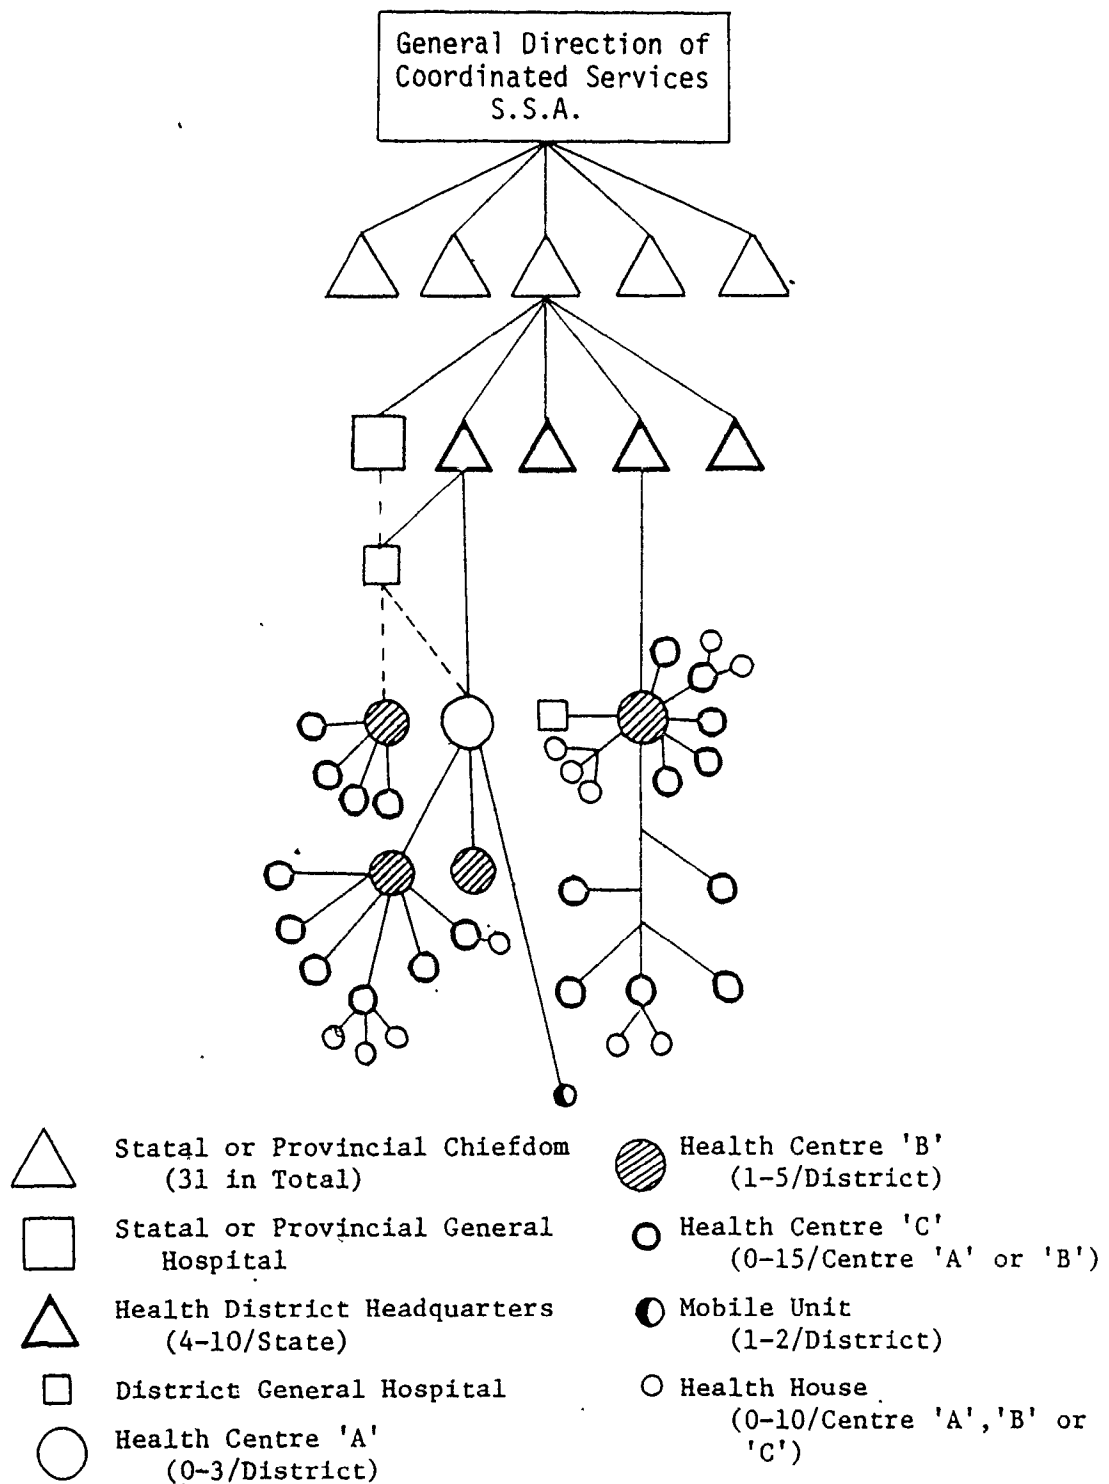 General Direction of
Coordinated Services
S.S.A.
Statal or Provincial Chiefdom
(31 in Total)
Statal or Provincial General
Hospital
Health District Headquarters
(4-10/State)
District General Hospital
Health Centre 'A'
(0-3/District)
Health Centre 'B'
(1-5/District)
Health Centre 'C'
(0-15/Centre 'A' or 'B')
Mobile Unit
(1-2/District)
Health House
(0-10/Centre 'A','B' or
'C')